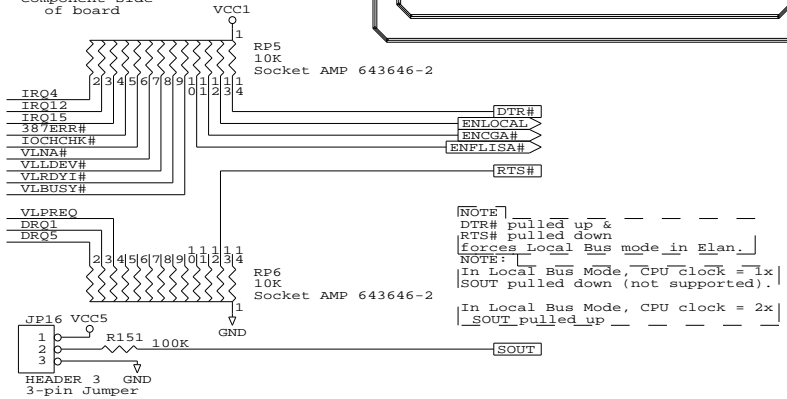 component side
of board
VCC1
1
RP5
10K
Socket AMP 643646-2
2 3 4 5 6 7 8 9 10 11 12 13 14
IRQ4
IRQ12
IRQ15
387ERR#
IOCHCHK#
VLNA#
VLLDEV#
VLRDYI#
VLBUSY#
DTR#
ENLOCAL
ENCGA#
ENFLISA#
RTS#
VLPREQ
DRQ1
DRQ5
2 3 4 5 6 7 8 9 10 11 12 13 14
RP6
10K
Socket AMP 643646-2
1
GND
NOTE
DTR# pulled up &
RTS# pulled down
forces Local Bus mode in Elan.
NOTE:
In Local Bus Mode, CPU clock = 1x
SOUT pulled down (not supported).
In Local Bus Mode, CPU clock = 2x
SOUT pulled up
JP16 VCC5
1
2
3
R151 100K
SOUT
HEADER 3 GND
3-pin Jumper